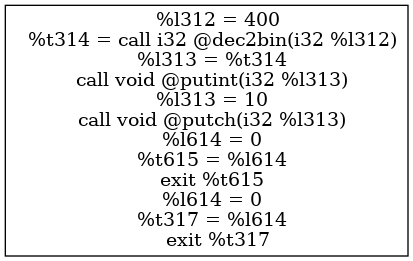 %l312 = 400
%t314 = call i32 @dec2bin(i32 %l312)
%l313 = %t314
call void @putint(i32 %l313)
%l313 = 10
call void @putch(i32 %l313)
%l614 = 0
%t615 = %l614
exit %t615
%l614 = 0
%t317 = %l614
exit %t317